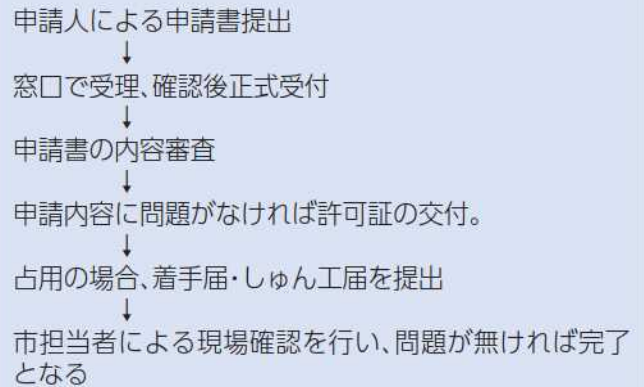 申請人による申請書提出
↓
窓口で受理、確認後正式受付
↓
申請書の内容審査
↓
申請内容に問題がなければ許可証の交付。
↓
占用の場合、着手届・しゅん工届を提出
↓
市担当者による現場確認を行い、問題が無ければ完了
となる